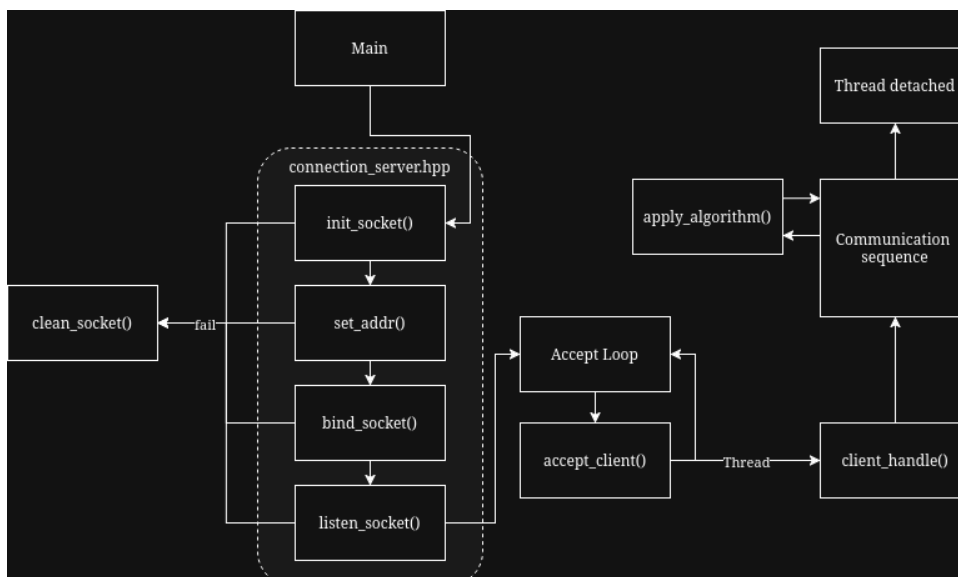 Main
Thread detached
connection_server.hpp
apply_algorithm()
init_socket()
Communication
sequence
clean_socket()
fail
set_addr()
Accept Loop
bind_socket()
accept_client()
Thread
client_handle()
listen_socket()